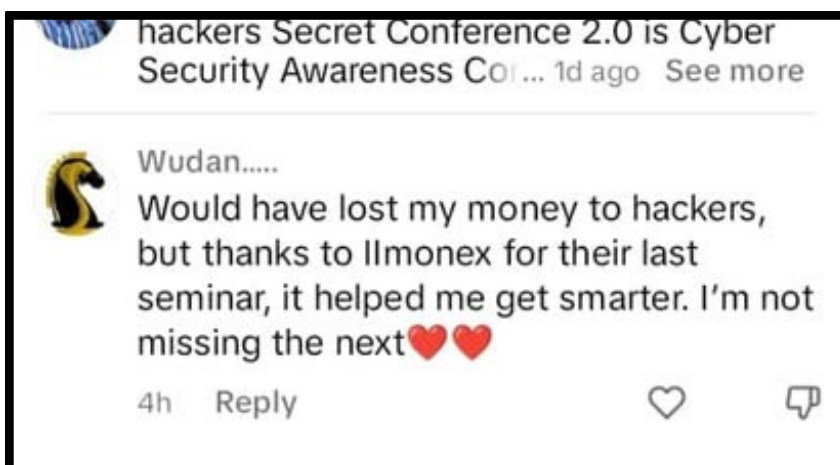 hackers Secret Conference 2.0 is Cyber
Security Awareness Co... 1d ago See more
Wudan.....
Would have lost my money to hackers,
but thanks to Ilmonex for their last
seminar, it helped me get smarter. I'm not
missing the next❤️❤️
4h Reply